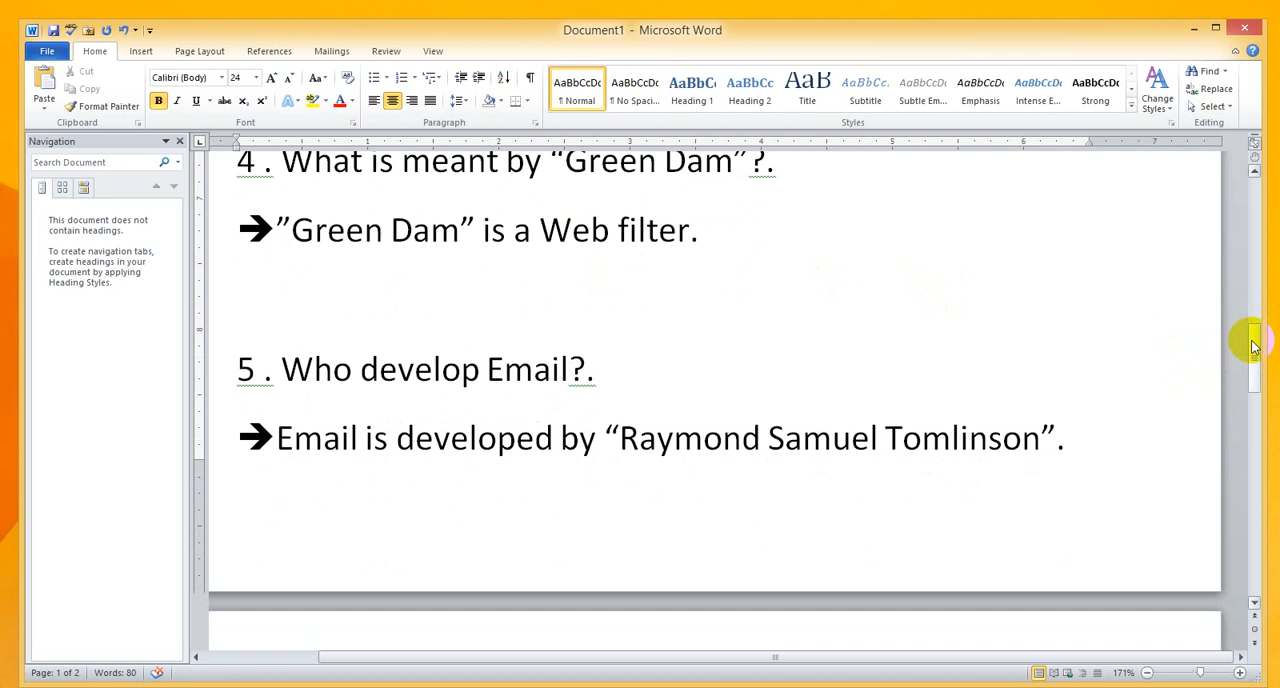 Document1 - Microsoft Word
File Home Insert Page Layout References Mailings Review View
Paste
Cut
Copy
Format Painter
Clipboard
Calibri (Body) 24
Font
Paragraph
AaBbCcDc AaBbCcDc AaBbC AaBbCc AaB AaBbCc. AaBbCcDc AaBbCcDc AaBbCcDc AaBbCcDc
¶ Normal ¶ No Spaci... Heading 1 Heading 2 Title Subtitle Subtle Em... Emphasis Intense E... Strong
Styles
Change Styles
Find
Replace
Select
Editing
Navigation
Search Document
This document does not
contain headings.
To create navigation tabs,
create headings in your
document by applying
Heading Styles.
4 . What is meant by “Green Dam”?.
➔”Green Dam” is a Web filter.
5 . Who develop Email?.
➔Email is developed by “Raymond Samuel Tomlinson”.
Page: 1 of 2 Words: 80 171%